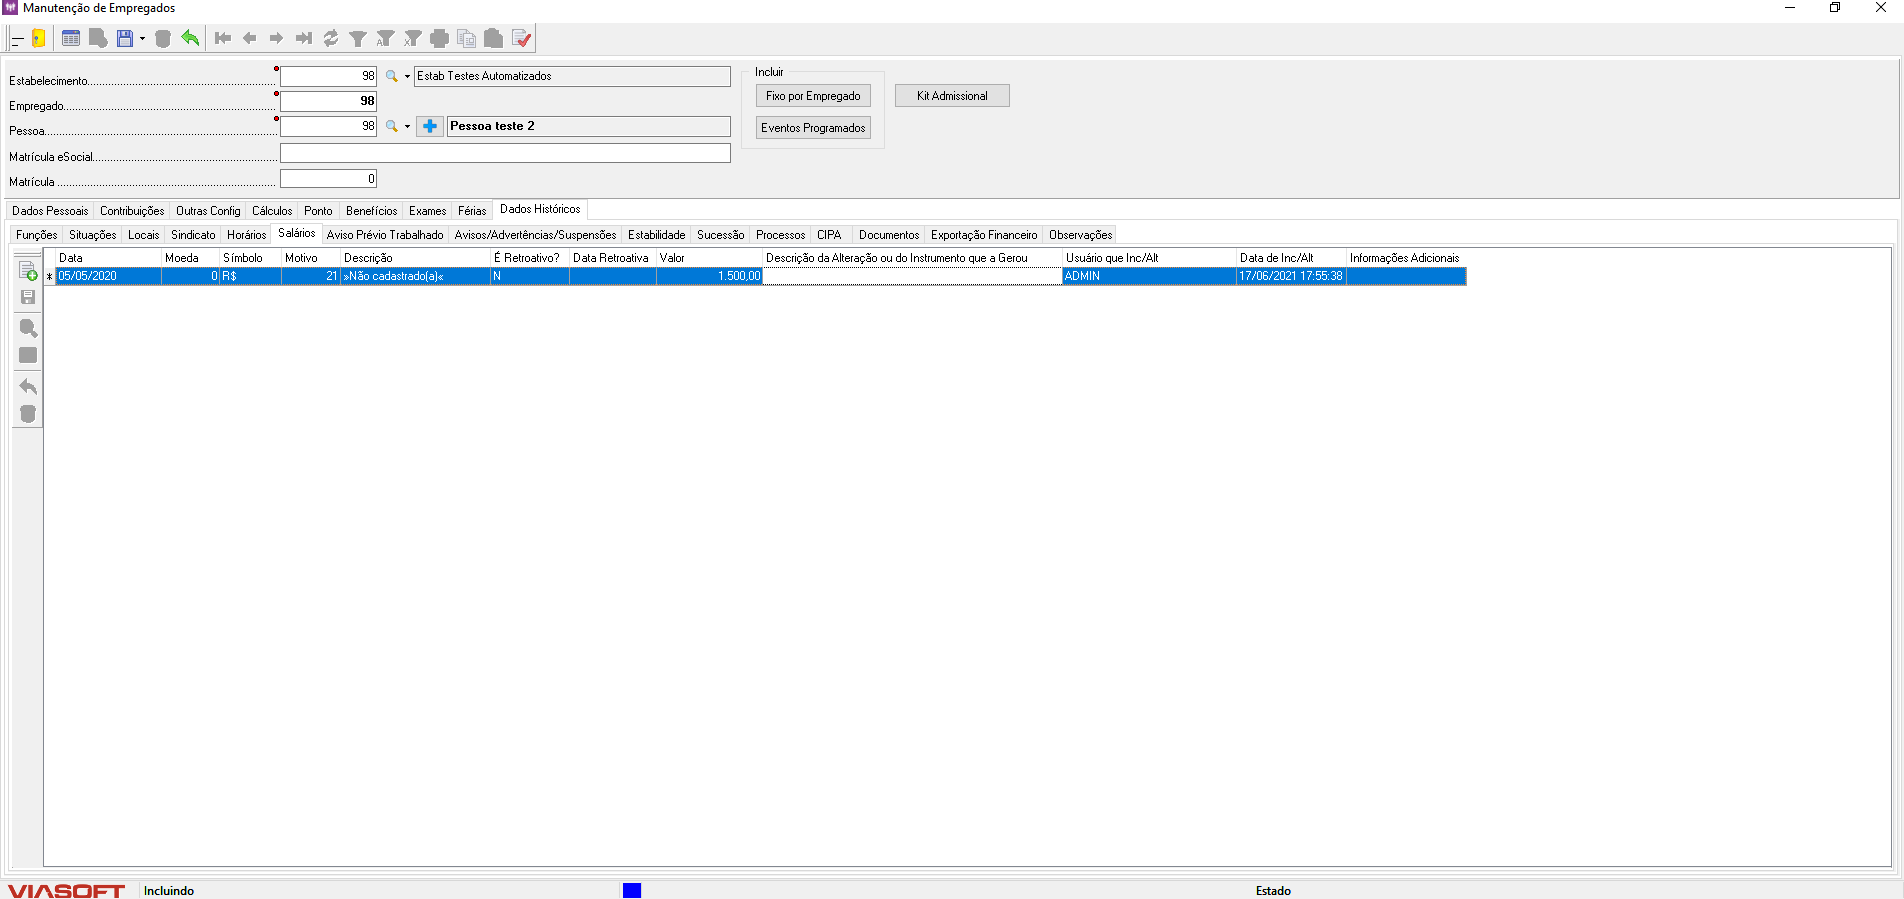 Manutenção de Empregados
Estabelecimento 98 Estab Testes Automatizados
Empregado 98
Pessoa 98 Pessoa teste 2
Matrícula eSocial
Matrícula 0
Incluir
Fixo por Empregado
Kit Admissional
Eventos Programados
Dados Pessoais Contribuições Outras Config Cálculos Ponto Benefícios Exames Férias Dados Históricos
Funções Situações Locais Sindicato Horários Salários Aviso Prévio Trabalhado Avisos/Advertências/Suspensões Estabilidade Sucessão Processos CIPA Documentos Exportação Financeiro Observações
Data Moeda Símbolo Motivo Descrição É Retroativo? Data Retroativa Valor Descrição da Alteração ou do Instrumento que a Gerou Usuário que Inc/Alt Data de Inc/Alt Informações Adicionais
05/05/2020 0 R$ 21 »Não cadastrado(a)« N 1.500,00 ADMIN 17/06/2021 17:55:38
VIASOFT Incluindo Estado